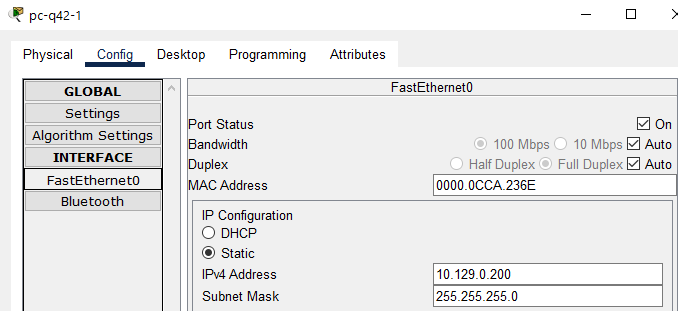 pc-q42-1
Physical Config Desktop Programming Attributes
GLOBAL
Settings
Algorithm Settings
INTERFACE
FastEthernet0
Bluetooth
FastEthernet0
Port Status On
Bandwidth 100 Mbps 10 Mbps Auto
Duplex Half Duplex Full Duplex Auto
MAC Address 0000.0CCA.236E
IP Configuration
DHCP
Static
IPv4 Address 10.129.0.200
Subnet Mask 255.255.255.0